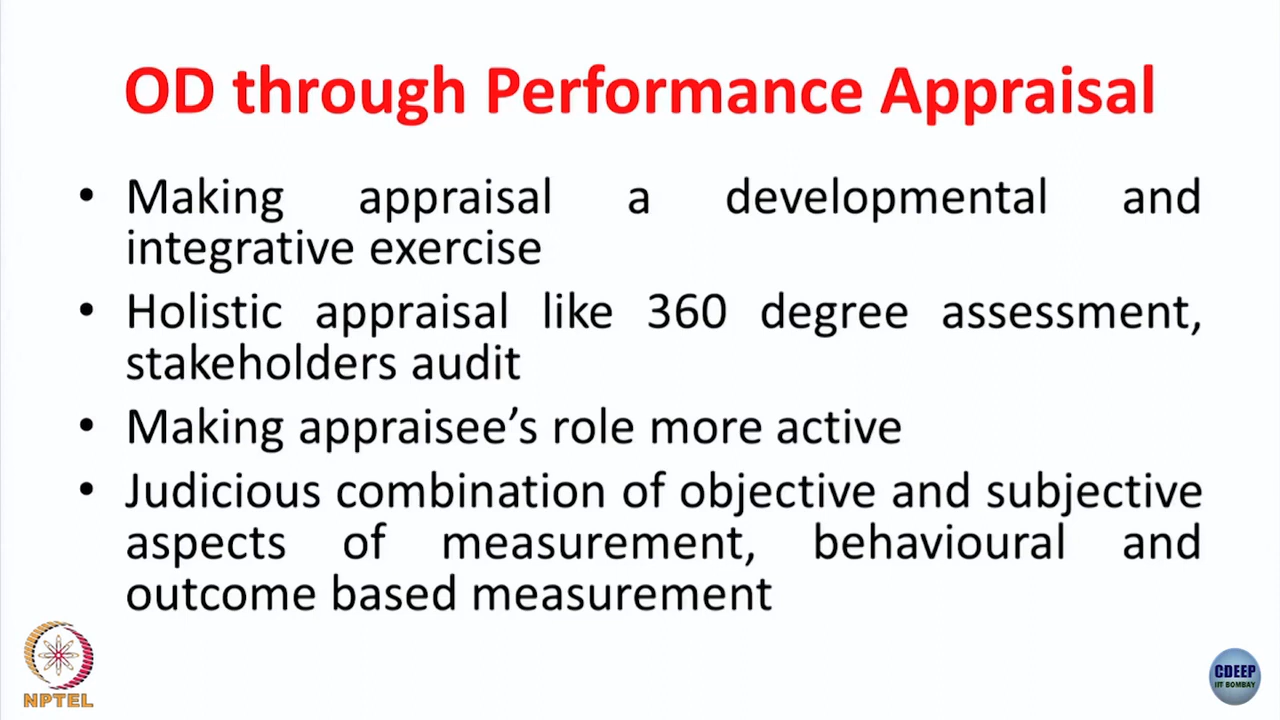 OD through Performance Appraisal
• Making appraisal a developmental and
integrative exercise
• Holistic appraisal like 360 degree assessment,
stakeholders audit
• Making appraisee’s role more active
• Judicious combination of objective and subjective
aspects of measurement, behavioural and
outcome based measurement
NPTEL
CDEEP
IIT BOMBAY